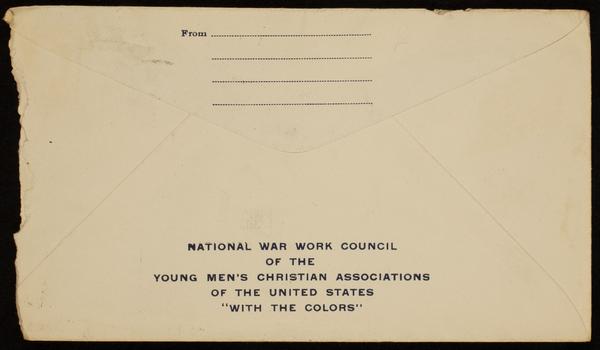 From
NATIONAL WAR WORK COUNCIL
OF THE
YOUNG MEN'S CHRISTIAN ASSOCIATIONS
OF THE UNITED STATES
"WITH THE COLORS"